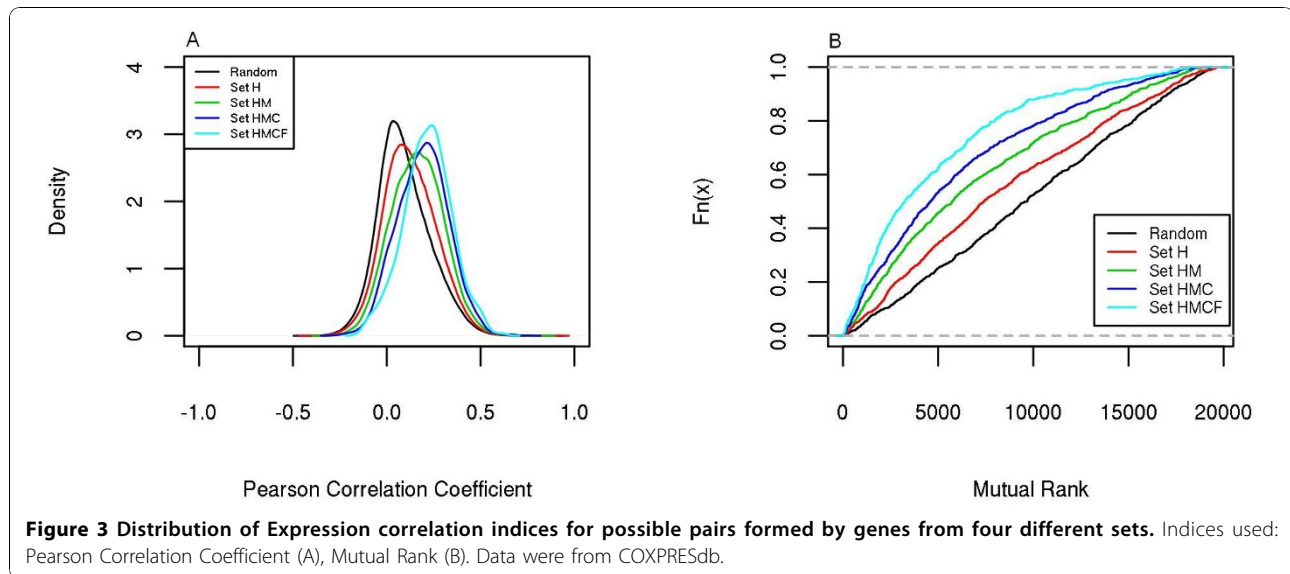 A
4
3
2
1
0
Density
Random
Set H
Set HM
Set HMC
Set HMCF
-1.0 -0.5 0.0 0.5 1.0
Pearson Correlation Coefficient
B
1.0
0.8
0.6
0.4
0.2
0.0
Fn(x)
Random
Set H
Set HM
Set HMC
Set HMCF
0 5000 10000 15000 20000
Mutual Rank
Figure 3 Distribution of Expression correlation indices for possible pairs formed by genes from four different sets. Indices used:
Pearson Correlation Coefficient (A), Mutual Rank (B). Data were from COXPRESdb.